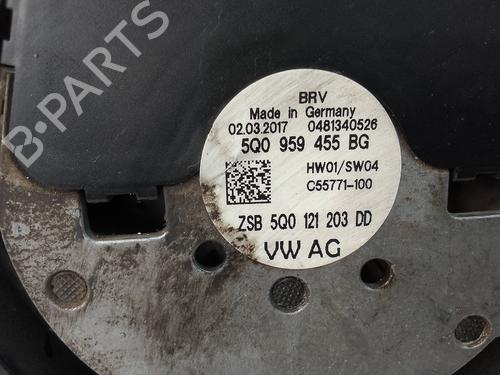 B-PARTS
BRV
Made in Germany
02.03.2017 0481340526
5Q0 959 455 BG
HW01/SW04
C55771-100
ZSB 5Q0 121 203 DD
VW AG